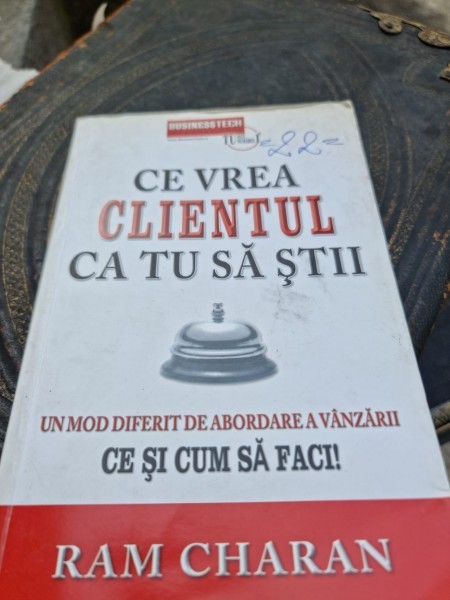 BUSINESSTECH
=22=
CE VREA
CLIENTUL
CA TU SĂ ŞTII
UN MOD DIFERIT DE ABORDARE A VÂNZĂRII
CE ŞI CUM SĂ FACI!
RAM CHARAN